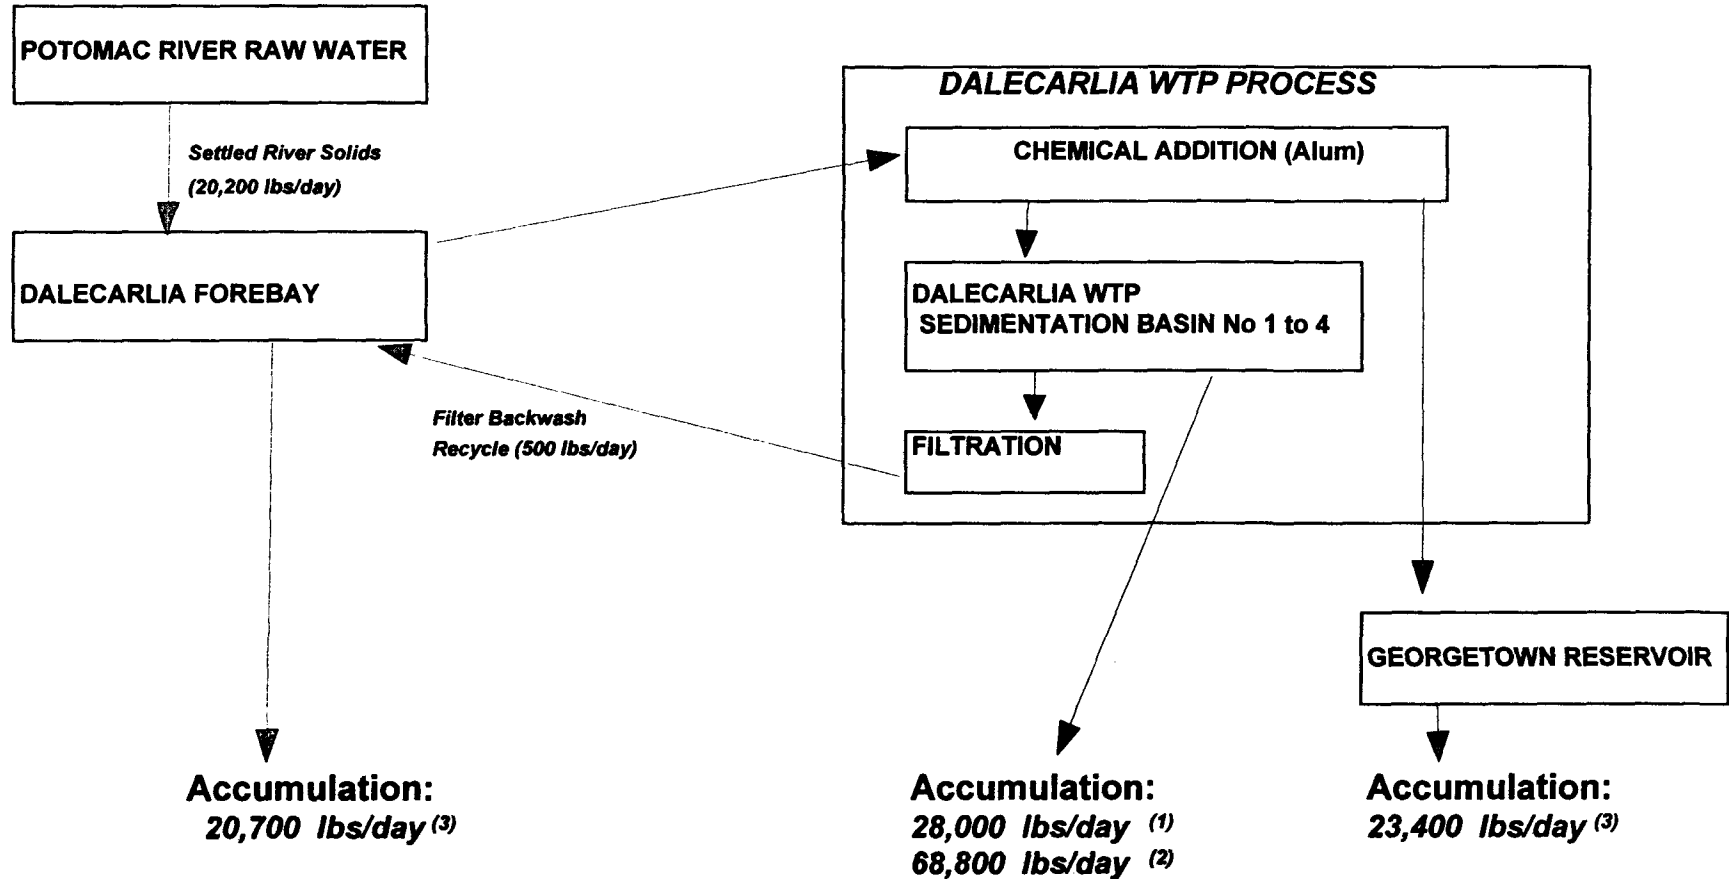 POTOMAC RIVER RAW WATER
Settled River Solids
(20,200 lbs/day)
DALECARLIA FOREBAY
Filter Backwash
Recycle (500 lbs/day)
DALECARLIA WTP PROCESS
CHEMICAL ADDITION (Alum)
DALECARLIA WTP
SEDIMENTATION BASIN No 1 to 4
FILTRATION
GEORGETOWN RESERVOIR
Accumulation:
20,700 lbs/day (3)
Accumulation:
28,000 lbs/day (1)
68,800 lbs/day (2)
Accumulation:
23,400 lbs/day (3)